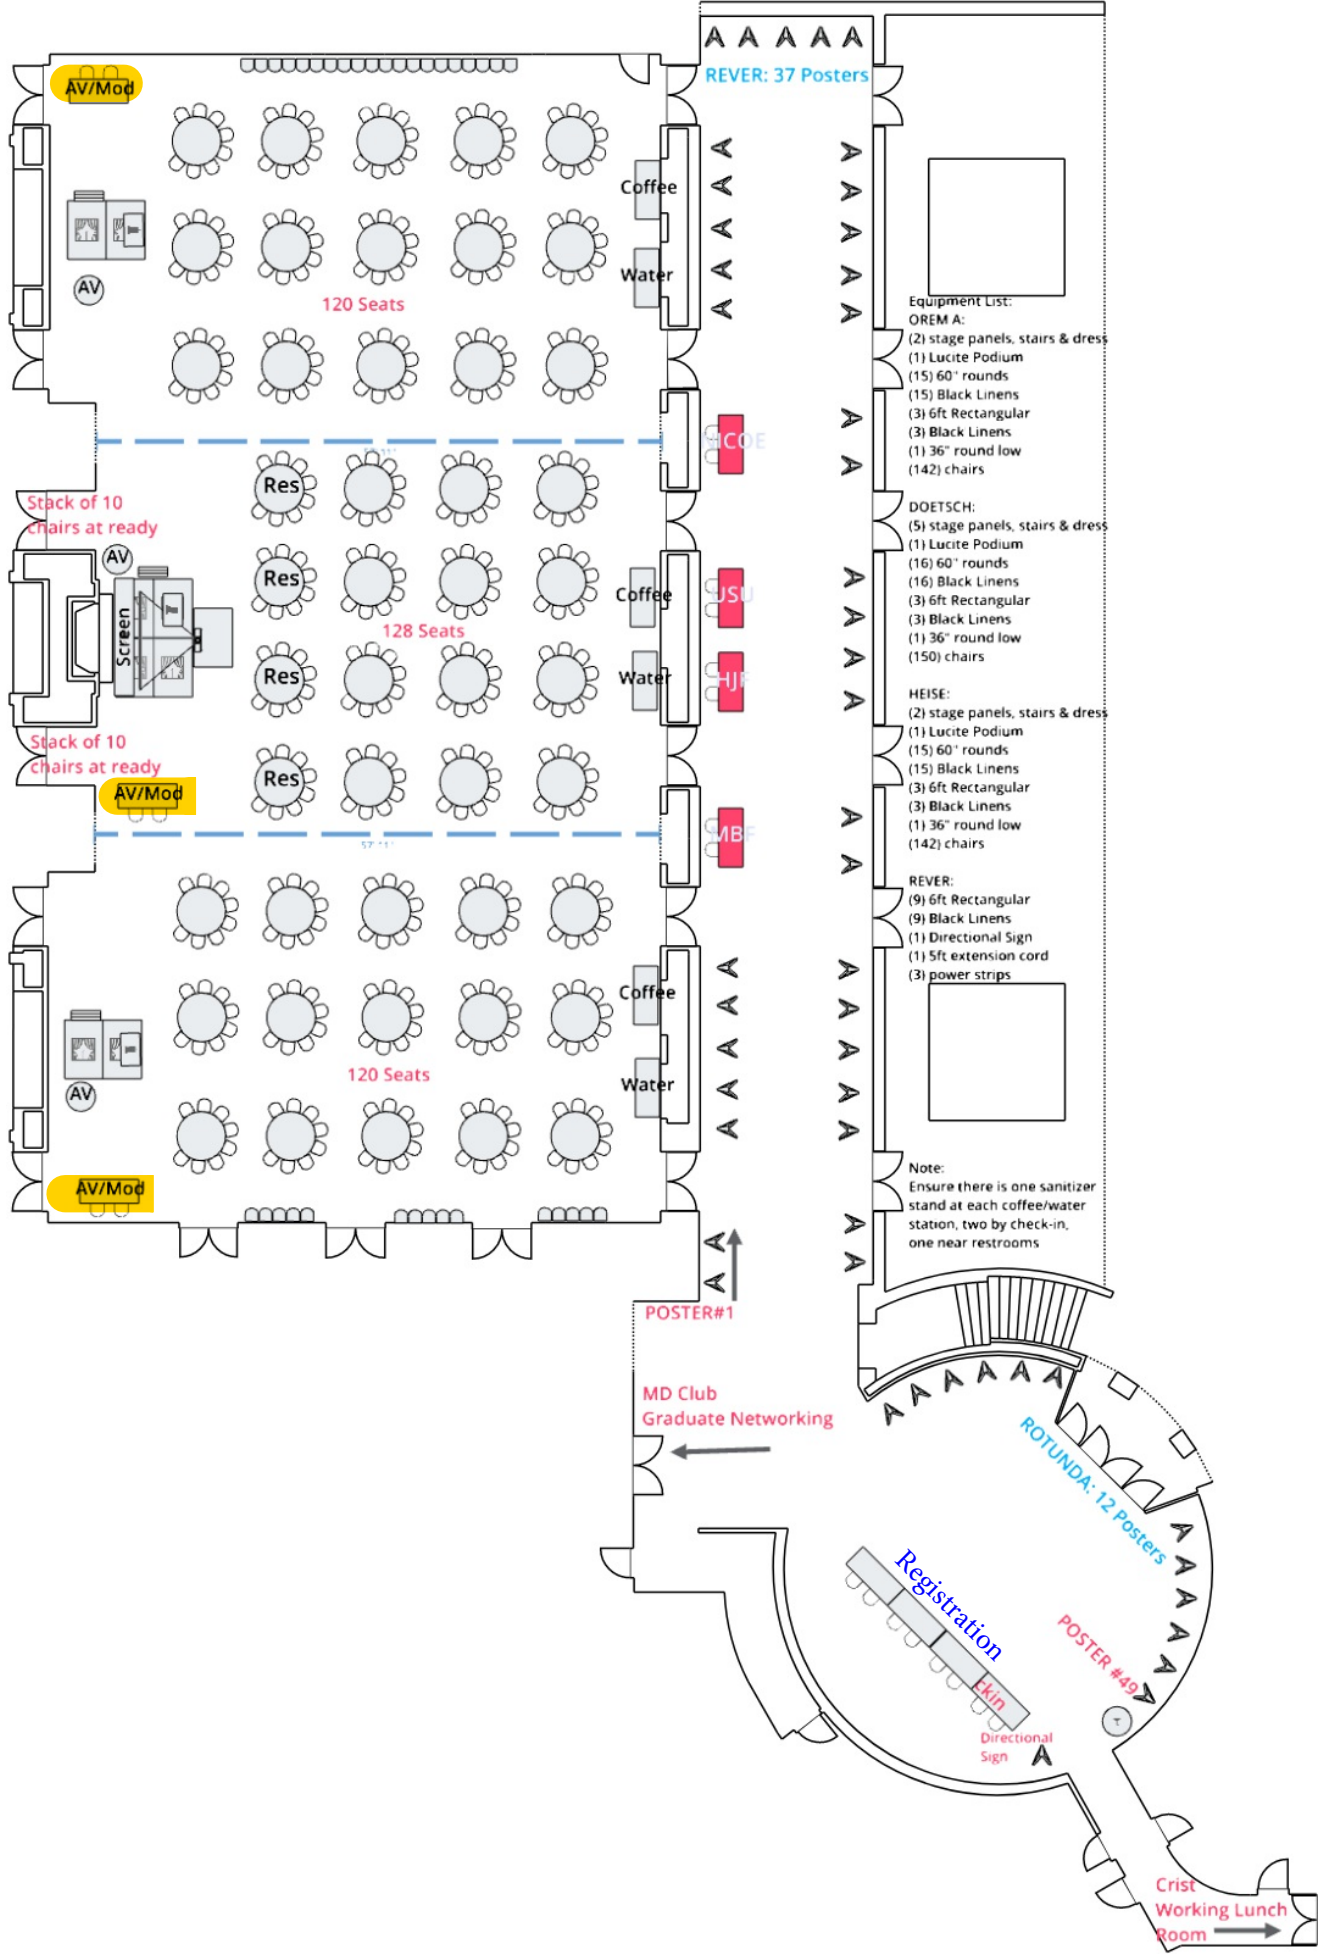 REVER: 37 Posters
AV/Mod
Coffee
AV
Water
120 Seats
Equipment List:
OREM A:
(2) stage panels, stairs & dress
(1) Lucite Podium
(15) 60" rounds
(15) Black Linens
(3) 6ft Rectangular
(3) Black Linens
(1) 36" round low
(142) chairs
DOETSCH:
(5) stage panels, stairs & dress
(1) Lucite Podium
(16) 60" rounds
(16) Black Linens
(3) 6ft Rectangular
(3) Black Linens
(1) 36" round low
(150) chairs
HEISE:
(2) stage panels, stairs & dress
(1) Lucite Podium
(15) 60" rounds
(15) Black Linens
(3) 6ft Rectangular
(3) Black Linens
(1) 36" round low
(142) chairs
REVER:
(9) 6ft Rectangular
(9) Black Linens
(1) Directional Sign
(1) 5ft extension cord
(3) power strips
NICOE
Res
Stack of 10
chairs at ready
AV
Res
Coffee
USU
Screen
128 Seats
Res
Water
HJF
Stack of 10
chairs at ready
Res
AV/Mod
MBF
57' 11"
Coffee
120 Seats
Water
AV
AV/Mod
Note:
Ensure there is one sanitizer
stand at each coffee/water
station, two by check-in,
one near restrooms
POSTER#1
MD Club
Graduate Networking
ROTUNDA: 12 Posters
Registration
ckin
POSTER #49
Directional
Sign
Crist
Working Lunch
Room